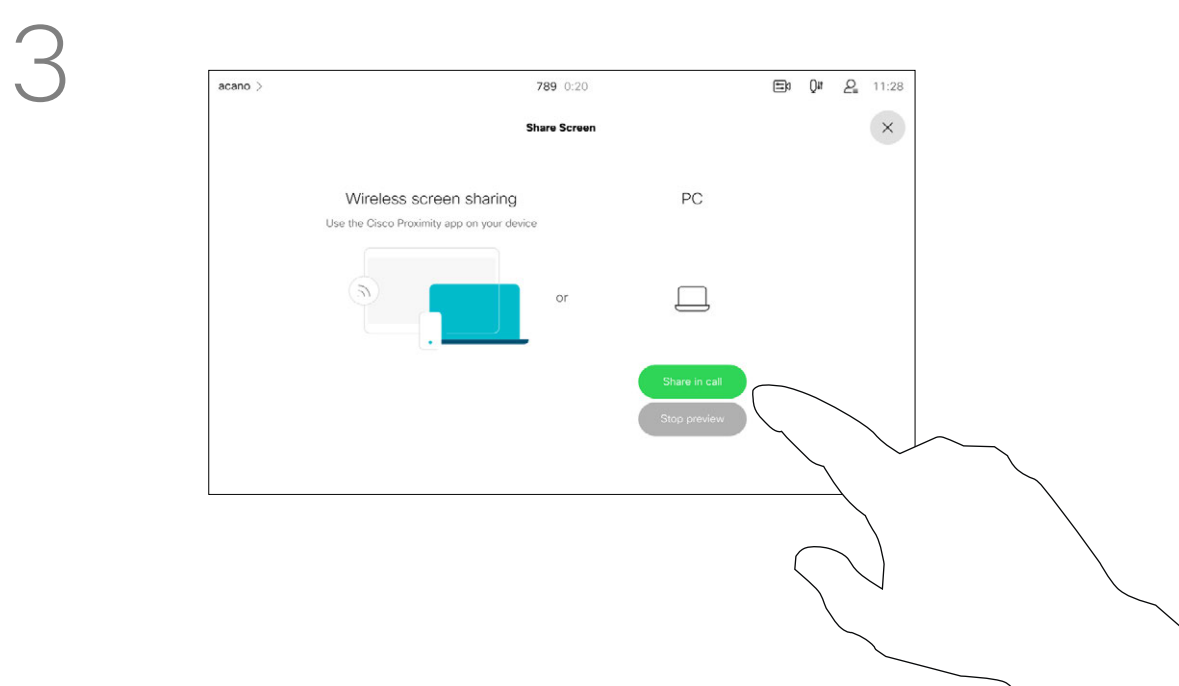 3
acano >
789 0:20
11:28
Share Screen
Wireless screen sharing
Use the Cisco Proximity app on your device
or
PC
Share in call
Stop preview